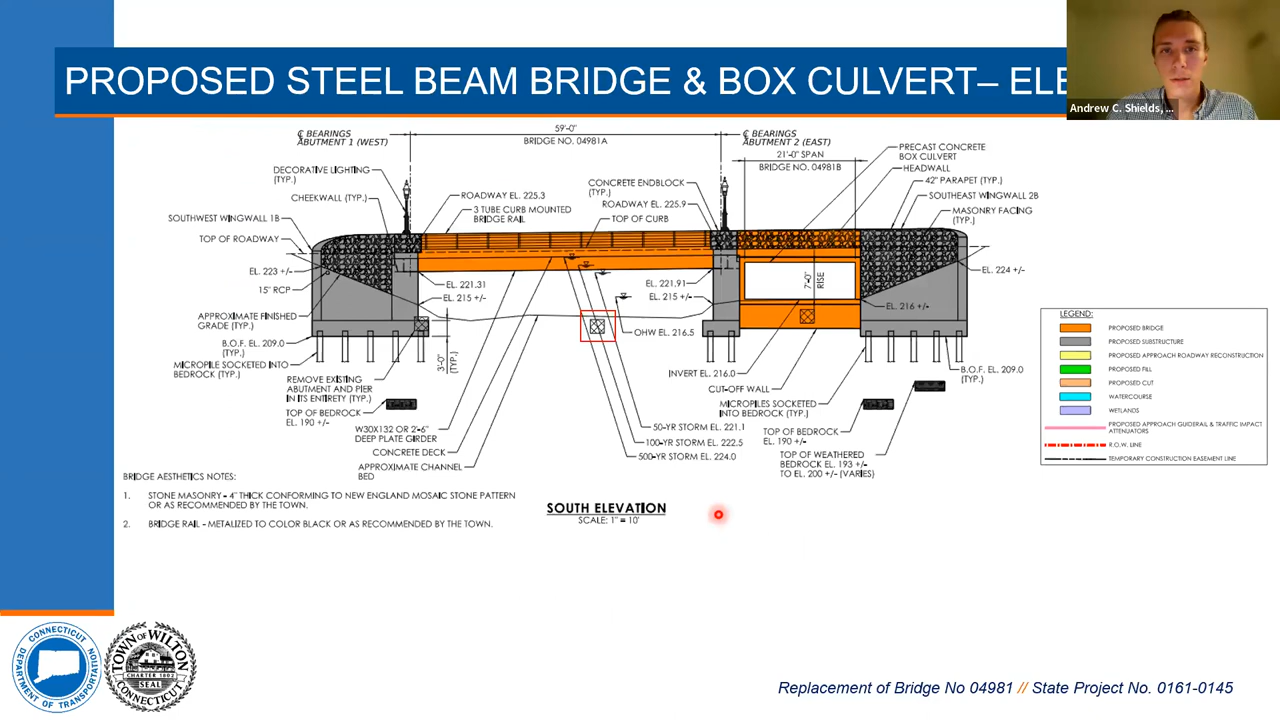 PROPOSED STEEL BEAM BRIDGE & BOX CULVERT– ELE
Andrew C. Shields, ...
℄ BEARINGS
ABUTMENT 1 (WEST)
59'-0"
BRIDGE NO. 04981A
℄ BEARINGS
ABUTMENT 2 (EAST)
21'-0" SPAN
BRIDGE NO. 04981B
PRECAST CONCRETE
BOX CULVERT
HEADWALL
42" PARAPET (TYP.)
SOUTHEAST WINGWALL 2B
MASONRY FACING
(TYP.)
DECORATIVE LIGHTING
(TYP.)
CHEEKWALL (TYP.)
SOUTHWEST WINGWALL 1B
TOP OF ROADWAY
ROADWAY EL. 225.3
3 TUBE CURB MOUNTED
BRIDGE RAIL
CONCRETE ENDBLOCK
(TYP.)
ROADWAY EL. 225.9
TOP OF CURB
EL. 223 +/-
15" RCP
APPROXIMATE FINISHED
GRADE (TYP.)
B.O.F. EL. 209.0
(TYP.)
MICROPILE SOCKETED INTO
BEDROCK (TYP.)
EL. 221.31
EL. 215 +/-
EL. 221.91
EL. 215 +/-
OHW EL. 216.5
7'-0"
RISE
EL. 224 +/-
EL. 216 +/-
3'-0"
(TYP.)
REMOVE EXISTING
ABUTMENT AND PIER
IN ITS ENTIRETY (TYP.)
TOP OF BEDROCK
EL. 190 +/-
W30X132 OR 2'-6"
DEEP PLATE GIRDER
CONCRETE DECK
APPROXIMATE CHANNEL
BED
INVERT EL. 216.0
CUT-OFF WALL
MICROPILES SOCKETED
INTO BEDROCK (TYP.)
B.O.F. EL. 209.0
(TYP.)
50-YR STORM EL. 221.1
100-YR STORM EL. 222.5
500-YR STORM EL. 224.0
TOP OF BEDROCK
EL. 190 +/-
TOP OF WEATHERED
BEDROCK EL. 193 +/-
TO EL. 200 +/- (VARIES)
LEGEND:
PROPOSED BRIDGE
PROPOSED SUBSTRUCTURE
PROPOSED APPROACH ROADWAY RECONSTRUCTION
PROPOSED FILL
PROPOSED CUT
WATERCOURSE
WETLANDS
PROPOSED APPROACH GUIDERAIL & TRAFFIC IMPACT
ATTENUATORS
R.O.W. LINE
TEMPORARY CONSTRUCTION EASEMENT LINE
BRIDGE AESTHETICS NOTES:
1. STONE MASONRY - 4" THICK CONFORMING TO NEW ENGLAND MOSAIC STONE PATTERN
OR AS RECOMMENDED BY THE TOWN.
2. BRIDGE RAIL - METALIZED TO COLOR BLACK OR AS RECOMMENDED BY THE TOWN.
SOUTH ELEVATION
SCALE: 1" = 10'
CONNECTICUT
DEPARTMENT OF TRANSPORTATION
TOWN OF WILTON
CHARTER 1802
SEAL
CONNECTICUT
Replacement of Bridge No 04981 // State Project No. 0161-0145